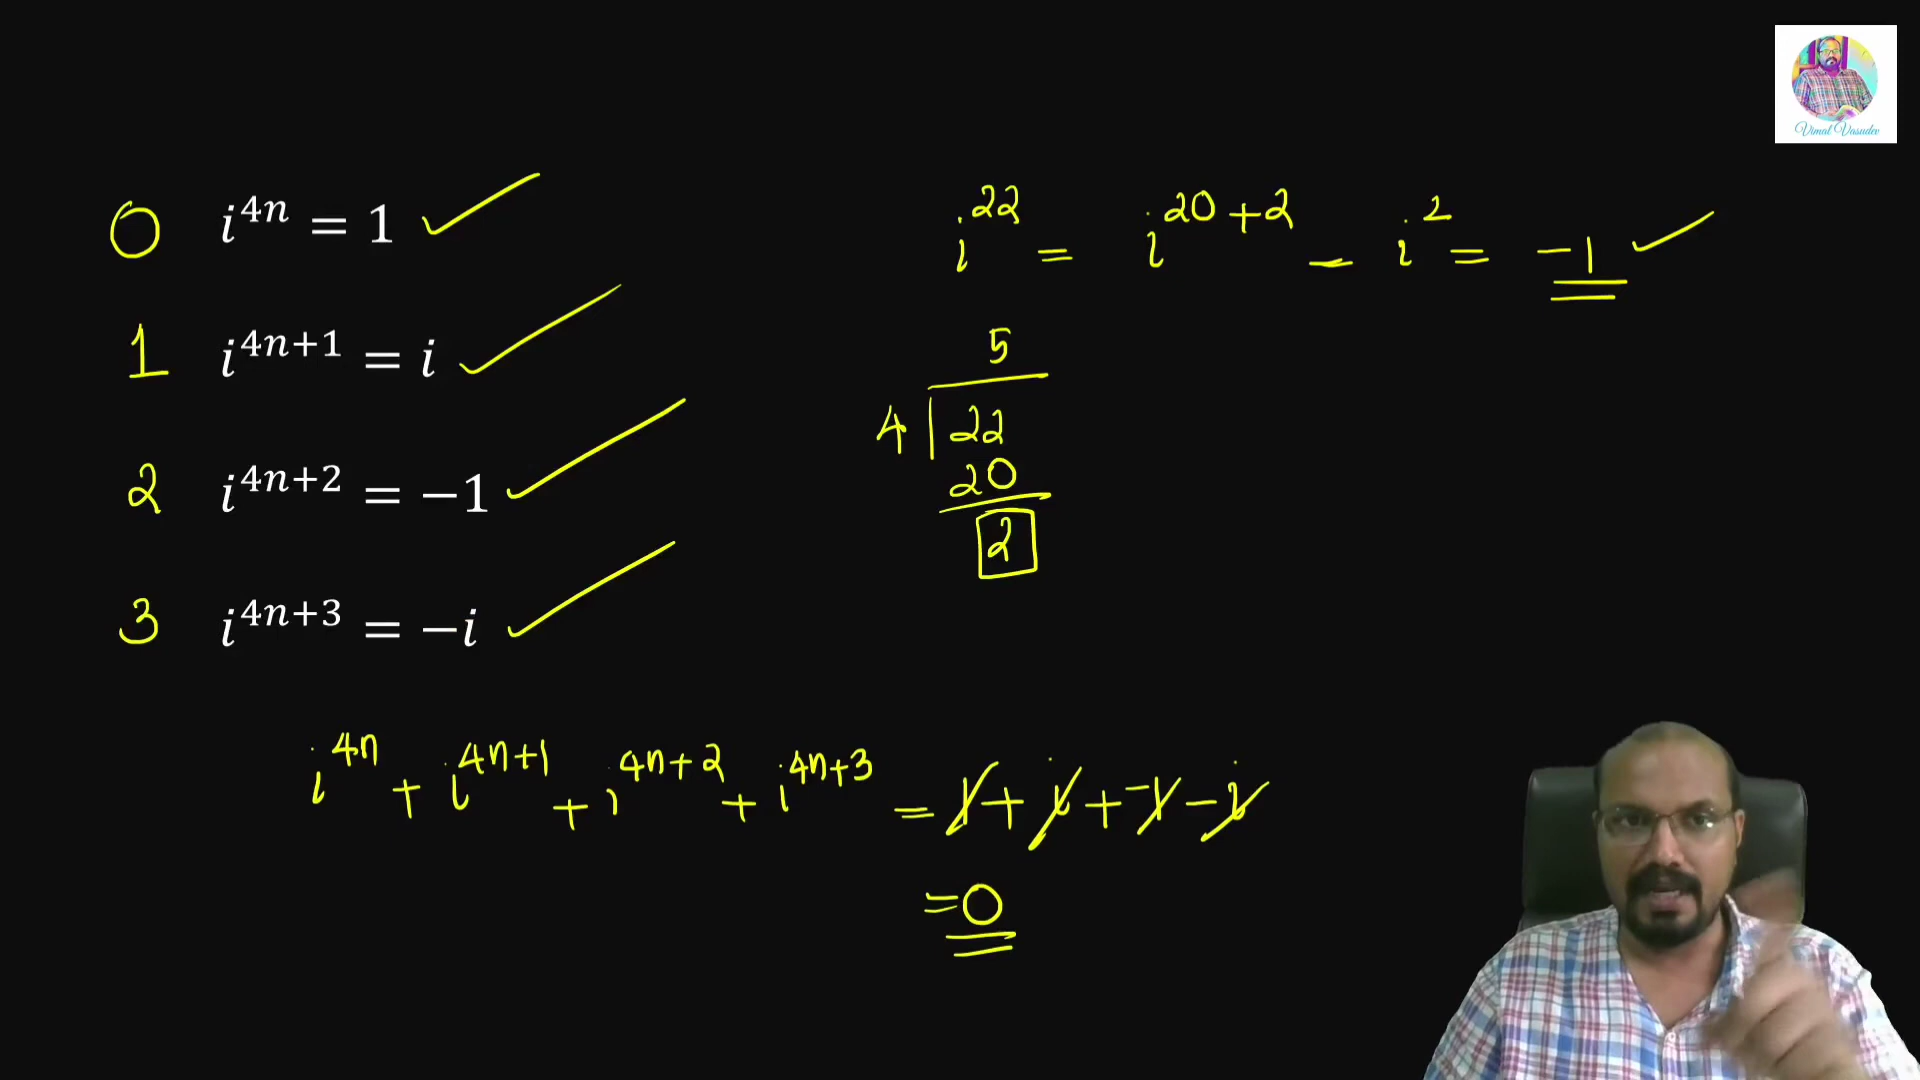 Vimal Vasudev
0 i^{4n} = 1 ✓
1 i^{4n+1} = i ✓
2 i^{4n+2} = −1 ✓
3 i^{4n+3} = −i ✓
i^{22} = i^{20+2} − i^{2} = −1 ✓
5
4 | 22
20
2
i^{4n} + i^{4n+1} + i^{4n+2} + i^{4n+3} = 1 + i + −1 − i
= 0